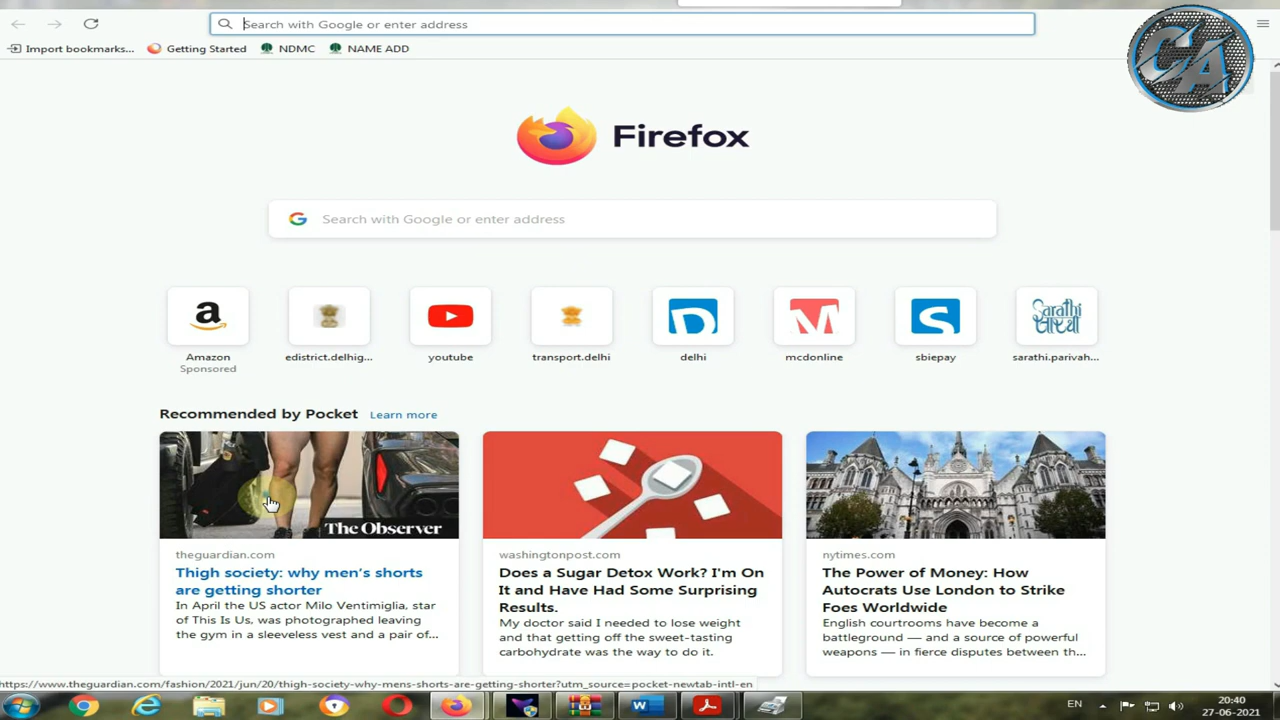 Search with Google or enter address
Import bookmarks... Getting Started NDMC NAME ADD
CA
Firefox
Search with Google or enter address
Amazon
Sponsored
edistrict.delhig...
youtube
transport.delhi
delhi
mcdonline
sbiepay
sarathi.parivah...
Recommended by Pocket Learn more
The Observer
theguardian.com
Thigh society: why men's shorts
are getting shorter
In April the US actor Milo Ventimiglia, star
of This Is Us, was photographed leaving
the gym in a sleeveless vest and a pair of...
washingtonpost.com
Does a Sugar Detox Work? I'm On
It and Have Had Some Surprising
Results.
My doctor said I needed to lose weight
and that getting off the sweet-tasting
carbohydrate was the way to do it.
nytimes.com
The Power of Money: How
Autocrats Use London to Strike
Foes Worldwide
English courtrooms have become a
battleground — and a source of powerful
weapons — in fierce disputes between th...
https://www.theguardian.com/fashion/2021/jun/20/thigh-society-why-mens-shorts-are-getting-shorter?utm_source=pocket-newtab-intl-en
EN
20:40
27-06-2021